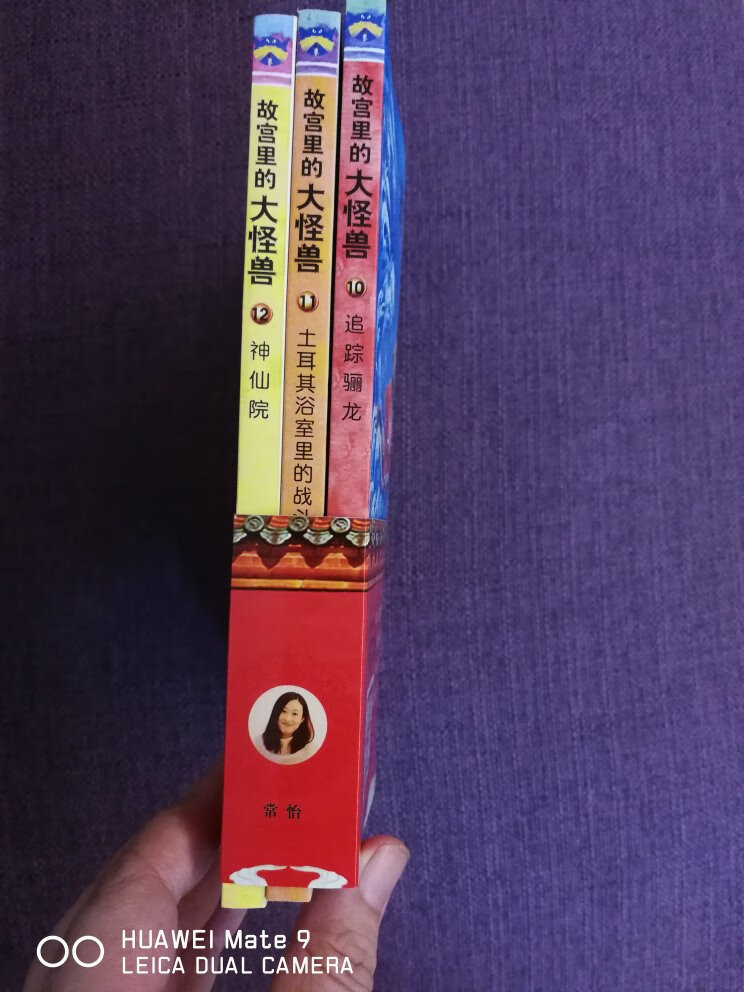 故宫里的大怪兽
12
神仙院
故宫里的大怪兽
11
土耳其浴室里的战
故宫里的大怪兽
10
追踪骊龙
常怡
HUAWEI Mate 9
LEICA DUAL CAMERA